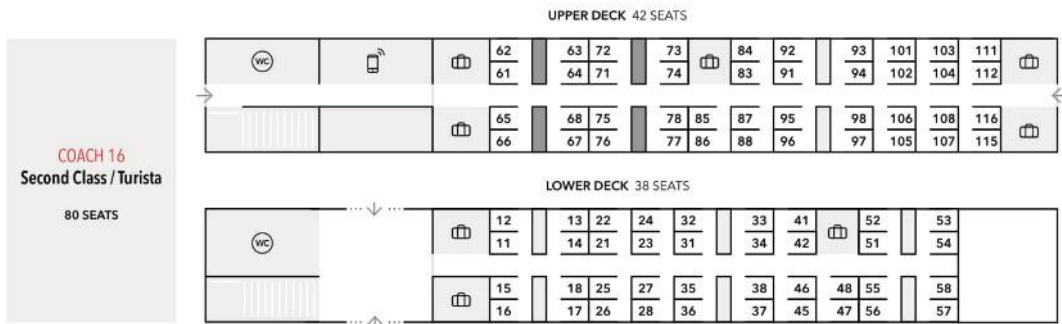 UPPER DECK 42 SEATS
WC 62 63 72 73 84 92 93 101 103 111
61 64 71 74 83 91 94 102 104 112
65 68 75 78 85 87 95 98 106 108 116
66 67 76 77 86 88 96 97 105 107 115
COACH 16
Second Class / Turista
80 SEATS
LOWER DECK 38 SEATS
WC 12 13 22 24 32 33 41 52 53
11 14 21 23 31 34 42 51 54
15 18 25 27 35 38 46 48 55 58
16 17 26 28 36 37 45 47 56 57